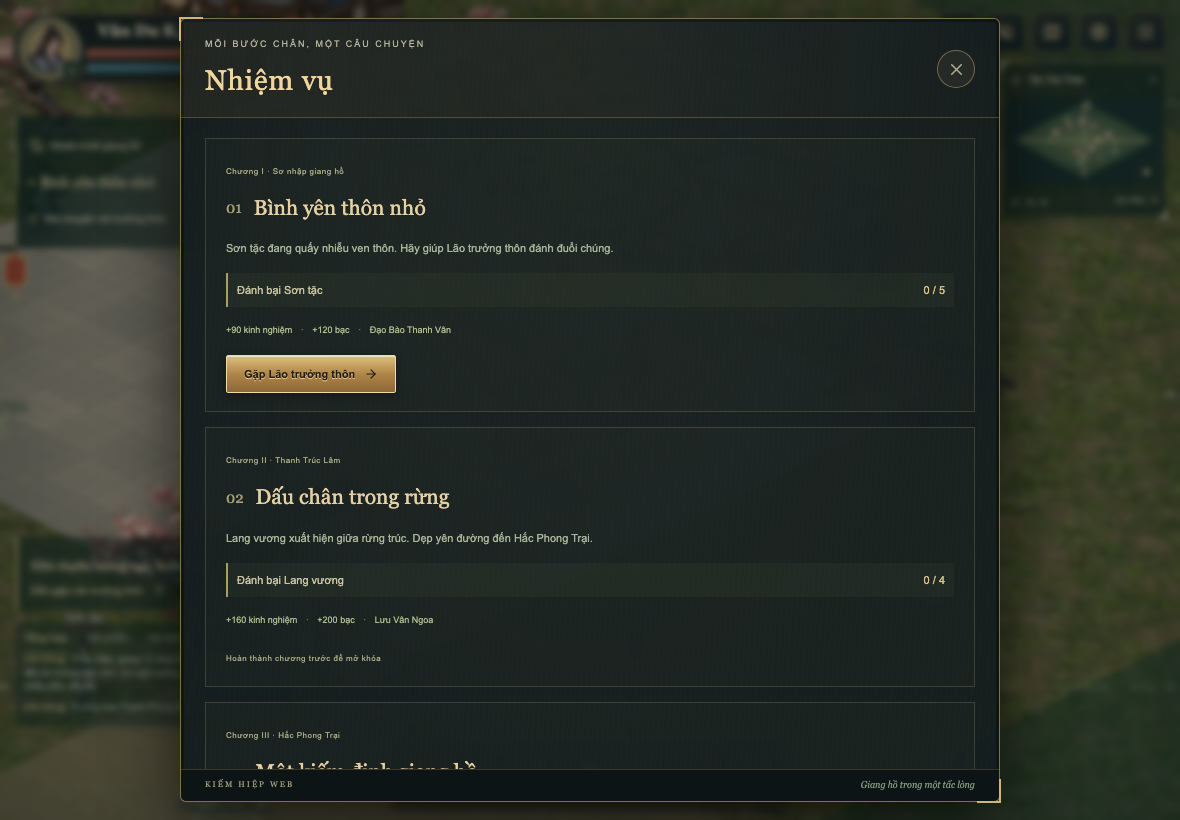 MỖI BƯỚC CHÂN, MỘT CÂU CHUYỆN
Nhiệm vụ
Chương I · Sơ nhập giang hồ
01 Bình yên thôn nhỏ
Sơn tặc đang quấy nhiễu ven thôn. Hãy giúp Lão trưởng thôn đánh đuổi chúng.
Đánh bại Sơn tặc 0 / 5
+90 kinh nghiệm · +120 bạc · Đạo Bào Thanh Vân
Gặp Lão trưởng thôn →
Chương II · Thanh Trúc Lâm
02 Dấu chân trong rừng
Lang vương xuất hiện giữa rừng trúc. Dẹp yên đường đến Hắc Phong Trại.
Đánh bại Lang vương 0 / 4
+160 kinh nghiệm · +200 bạc · Lưu Vân Ngoa
Hoàn thành chương trước để mở khóa
Chương III · Hắc Phong Trại
Một kiếm định giang hồ
KIẾM HIỆP WEB
Giang hồ trong một tấc lòng